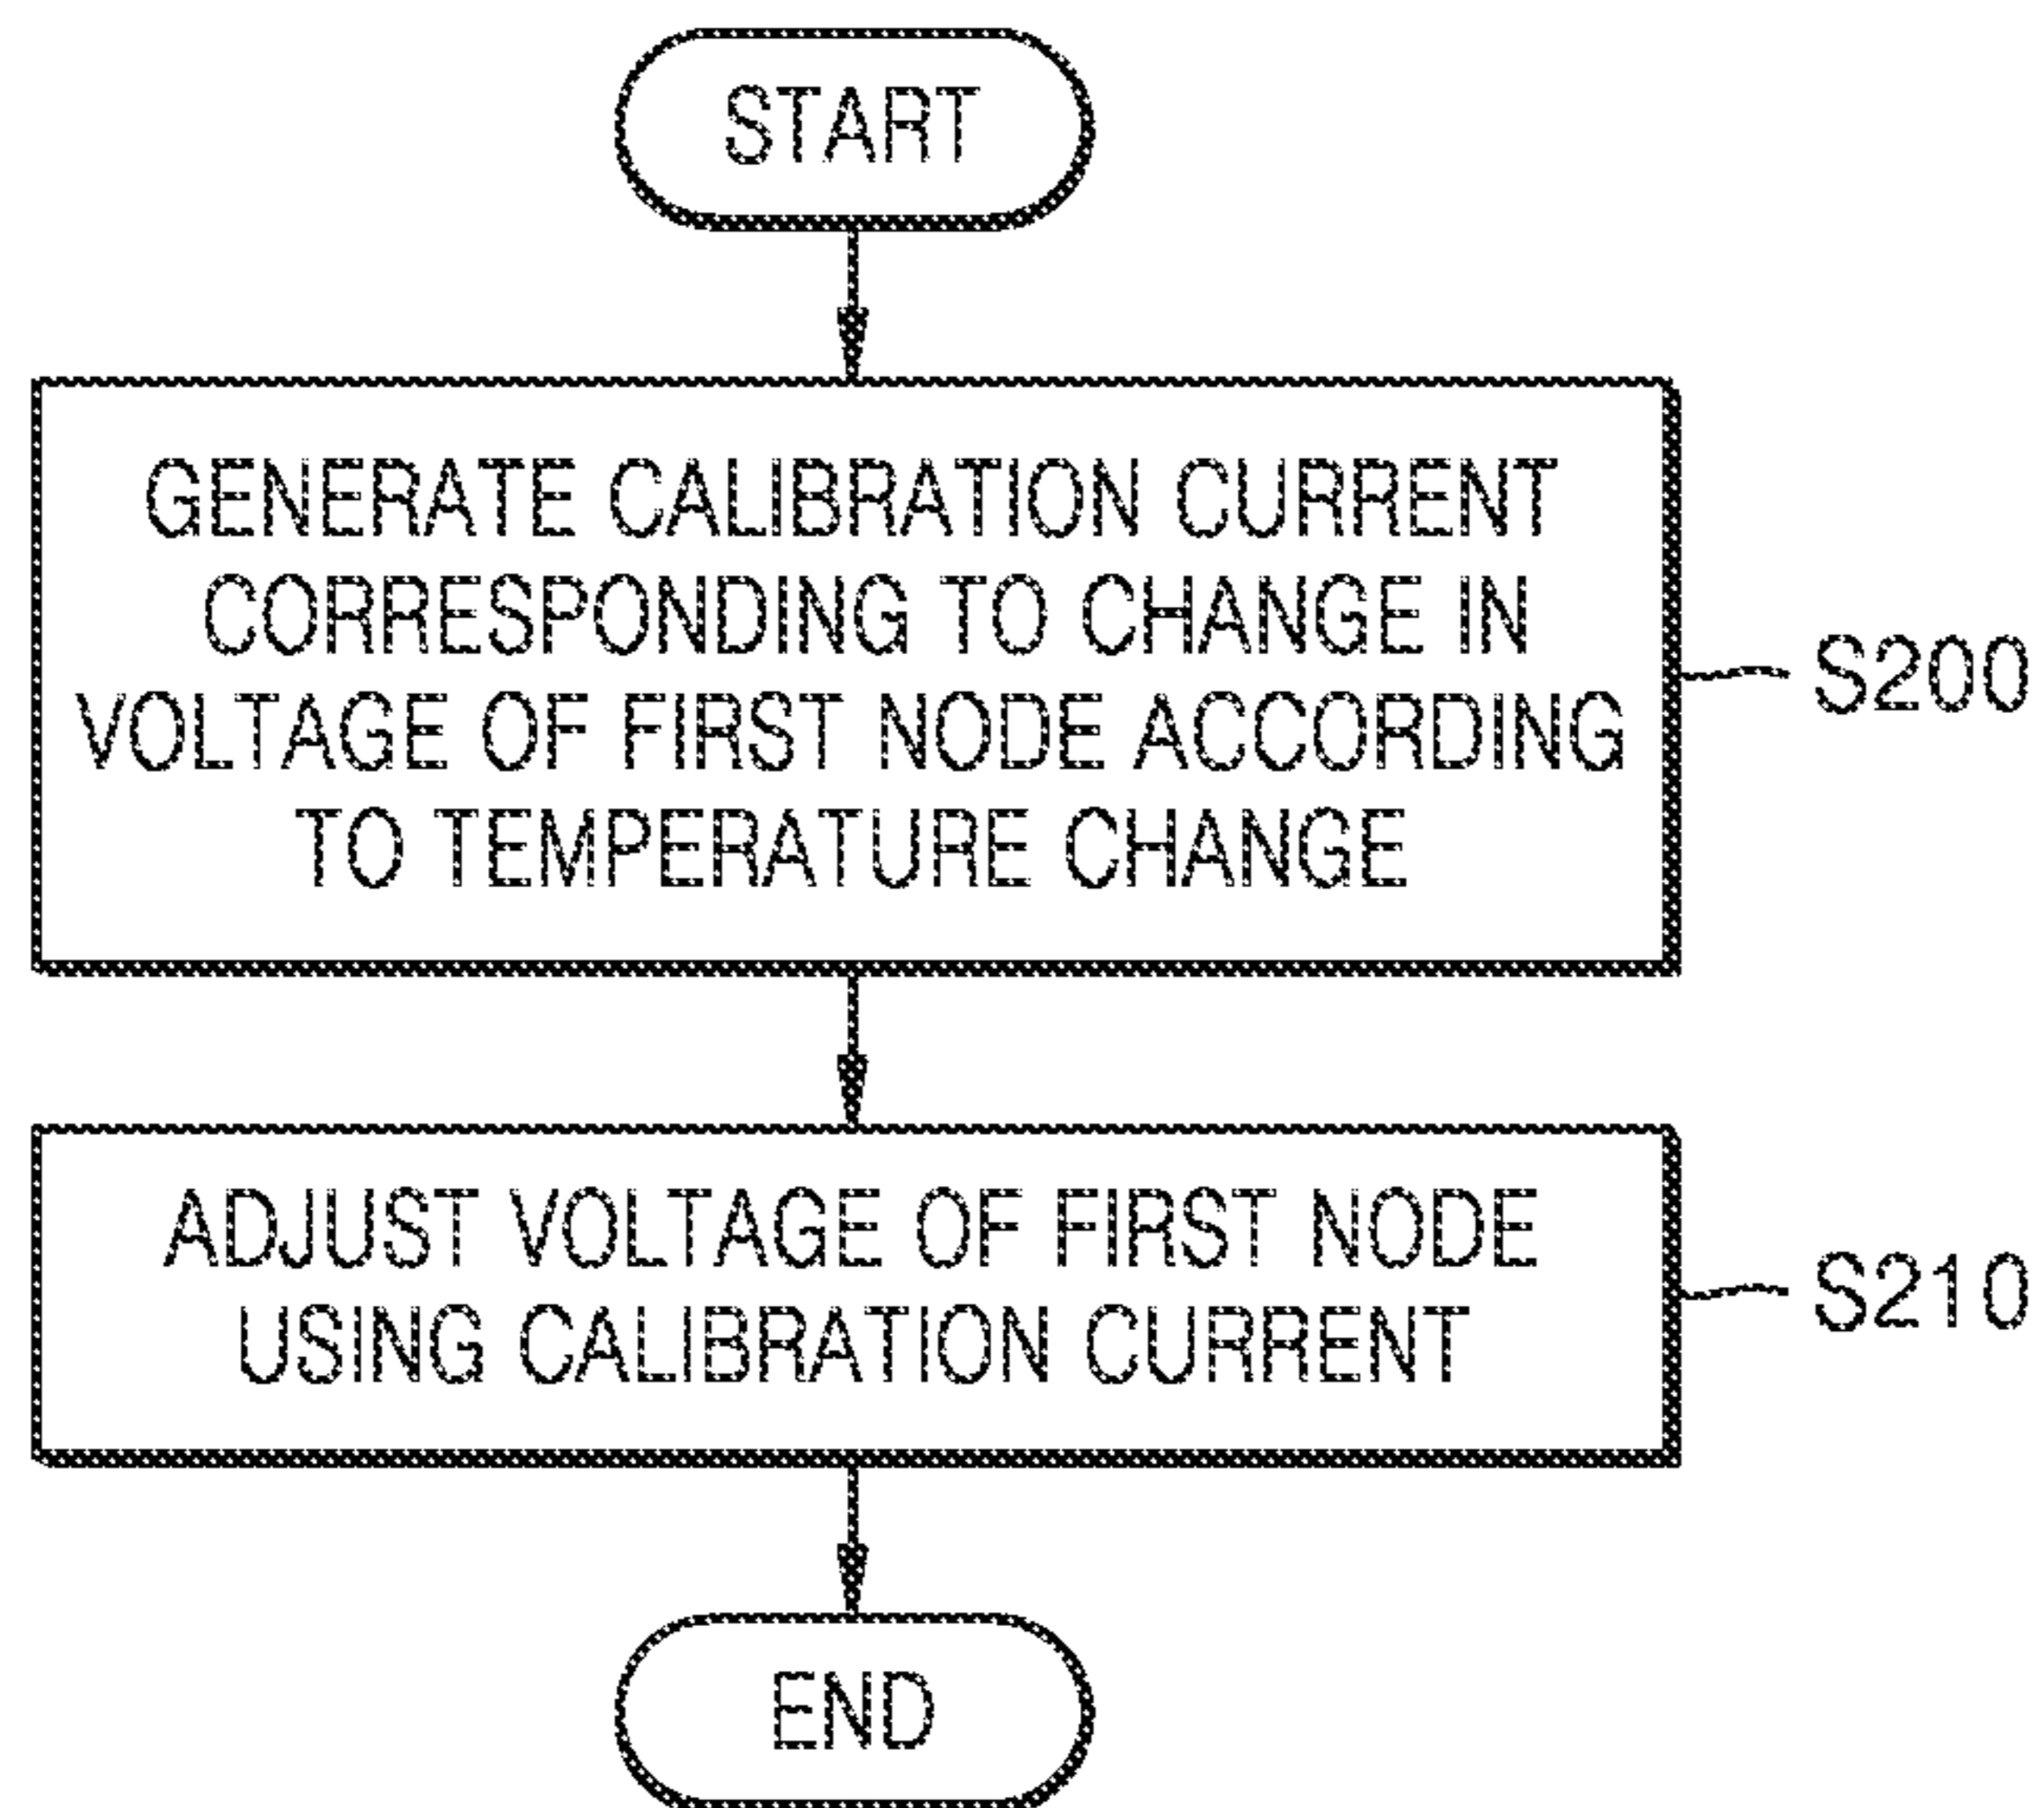 START
GENERATE CALIBRATION CURRENT
CORRESPONDING TO CHANGE IN
VOLTAGE OF FIRST NODE ACCORDING
TO TEMPERATURE CHANGE
S200
ADJUST VOLTAGE OF FIRST NODE
USING CALIBRATION CURRENT
S210
END